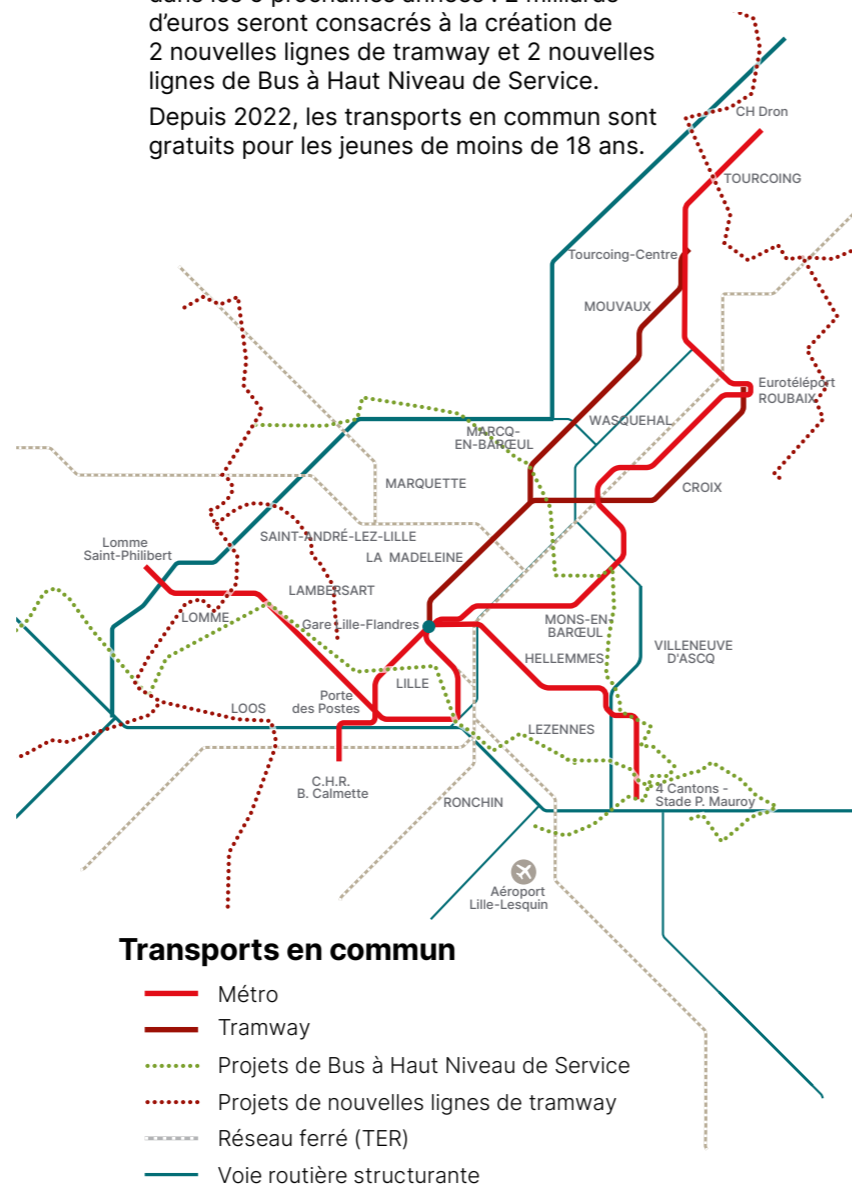 d'euros seront consacrés à la création de
2 nouvelles lignes de tramway et 2 nouvelles
lignes de Bus à Haut Niveau de Service.
Depuis 2022, les transports en commun sont
gratuits pour les jeunes de moins de 18 ans.
CH Dron
TOURCOING
Tourcoing-Centre
MOUVAUX
Eurotéléport
ROUBAIX
WASQUEHAL
MARCQ-
EN-BARŒUL
MARQUETTE
CROIX
SAINT-ANDRÉ-LEZ-LILLE
Lomme
Saint-Philibert
LA MADELEINE
LAMBERSART
LOMME
Gare Lille-Flandres
MONS-EN-
BARŒUL
VILLENEUVE
D'ASCQ
HELLEMMES
LILLE
Porte
des Postes
LOOS
LEZENNES
C.H.R.
B. Calmette
RONCHIN
4 Cantons -
Stade P. Mauroy
Aéroport
Lille-Lesquin
Transports en commun
Métro
Tramway
Projets de Bus à Haut Niveau de Service
Projets de nouvelles lignes de tramway
Réseau ferré (TER)
Voie routière structurante